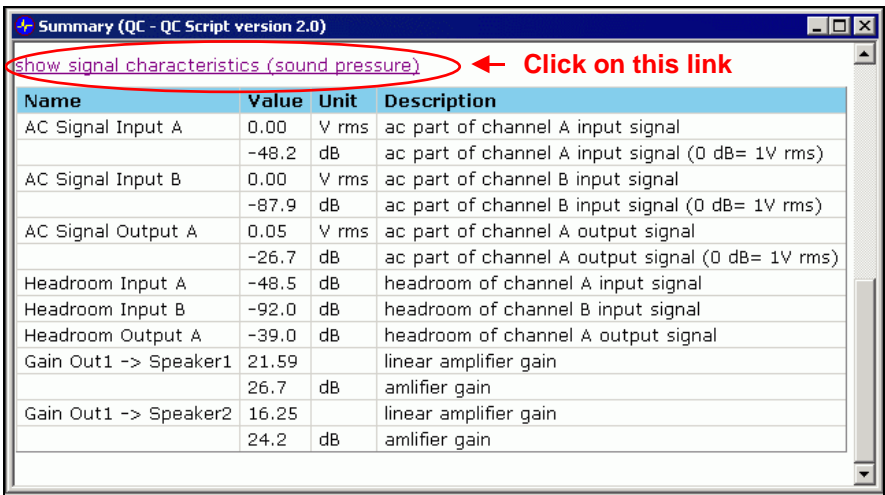 Summary (QC - QC Script version 2.0)
show signal characteristics (sound pressure) Click on this link
Name Value Unit Description
AC Signal Input A 0.00 V rms ac part of channel A input signal
-48.2 dB ac part of channel A input signal (0 dB= 1V rms)
AC Signal Input B 0.00 V rms ac part of channel B input signal
-87.9 dB ac part of channel B input signal (0 dB= 1V rms)
AC Signal Output A 0.05 V rms ac part of channel A output signal
-26.7 dB ac part of channel A output signal (0 dB= 1V rms)
Headroom Input A -48.5 dB headroom of channel A input signal
Headroom Input B -92.0 dB headroom of channel B input signal
Headroom Output A -39.0 dB headroom of channel A output signal
Gain Out1 -> Speaker1 21.59 linear amplifier gain
26.7 dB amlifier gain
Gain Out1 -> Speaker2 16.25 linear amplifier gain
24.2 dB amlifier gain